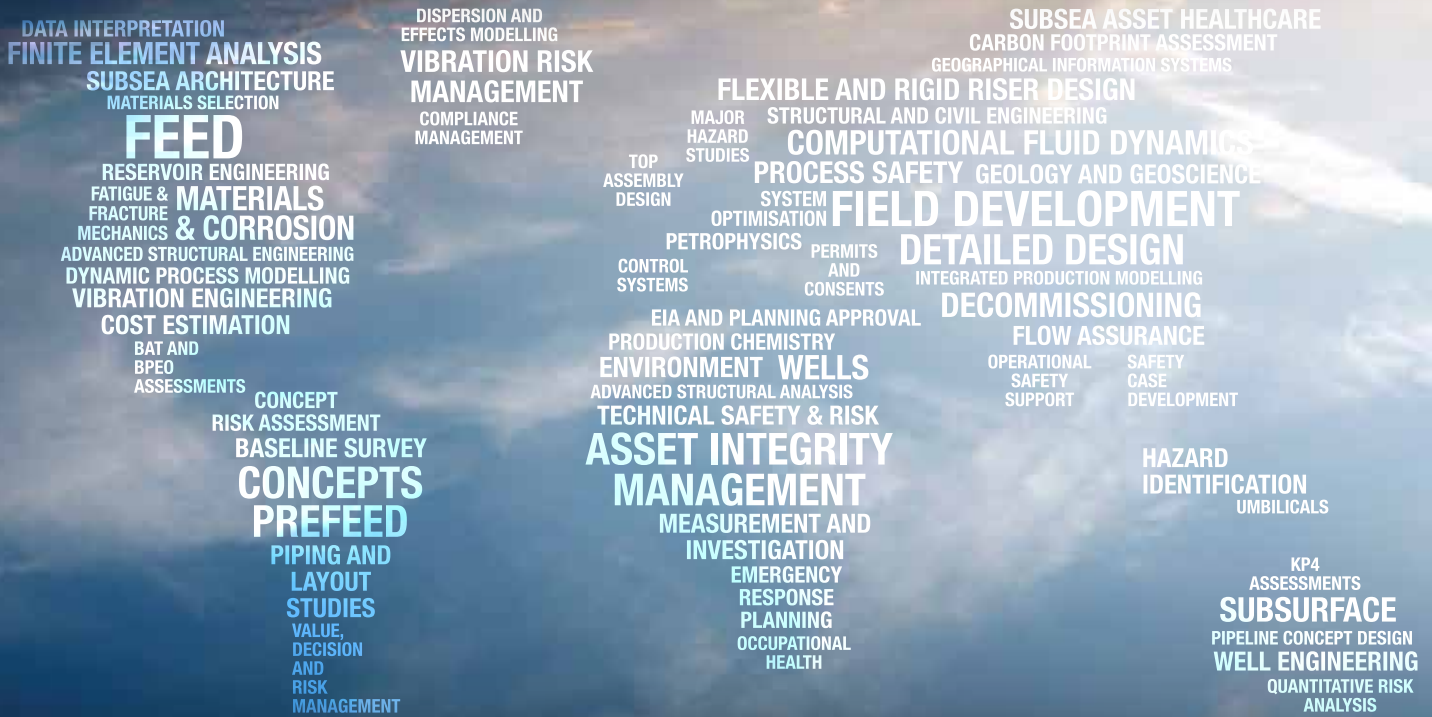 DATA INTERPRETATION
FINITE ELEMENT ANALYSIS
SUBSEA ARCHITECTURE
MATERIALS SELECTION
FEED
RESERVOIR ENGINEERING
FATIGUE &
FRACTURE
MECHANICS
MATERIALS
& CORROSION
ADVANCED STRUCTURAL ENGINEERING
DYNAMIC PROCESS MODELLING
VIBRATION ENGINEERING
COST ESTIMATION
BAT AND
BPEO
ASSESSMENTS
CONCEPT
RISK ASSESSMENT
BASELINE SURVEY
CONCEPTS
PREFEED
PIPING AND
LAYOUT
STUDIES
VALUE,
DECISION
AND
RISK
MANAGEMENT
DISPERSION AND
EFFECTS MODELLING
VIBRATION RISK
MANAGEMENT
COMPLIANCE
MANAGEMENT
SUBSEA ASSET HEALTHCARE
CARBON FOOTPRINT ASSESSMENT
GEOGRAPHICAL INFORMATION SYSTEMS
FLEXIBLE AND RIGID RISER DESIGN
MAJOR
HAZARD
STUDIES
STRUCTURAL AND CIVIL ENGINEERING
COMPUTATIONAL FLUID DYNAMICS
TOP
ASSEMBLY
DESIGN
PROCESS SAFETY
GEOLOGY AND GEOSCIENCE
SYSTEM
OPTIMISATION
FIELD DEVELOPMENT
PETROPHYSICS
PERMITS
AND
CONSENTS
DETAILED DESIGN
CONTROL
SYSTEMS
INTEGRATED PRODUCTION MODELLING
DECOMMISSIONING
EIA AND PLANNING APPROVAL
FLOW ASSURANCE
PRODUCTION CHEMISTRY
ENVIRONMENT
WELLS
ADVANCED STRUCTURAL ANALYSIS
TECHNICAL SAFETY & RISK
ASSET INTEGRITY
MANAGEMENT
MEASUREMENT AND
INVESTIGATION
EMERGENCY
RESPONSE
PLANNING
OCCUPATIONAL
HEALTH
OPERATIONAL
SAFETY
SUPPORT
SAFETY
CASE
DEVELOPMENT
HAZARD
IDENTIFICATION
UMBILICALS
KP4
ASSESSMENTS
SUBSURFACE
PIPELINE CONCEPT DESIGN
WELL ENGINEERING
QUANTITATIVE RISK
ANALYSIS